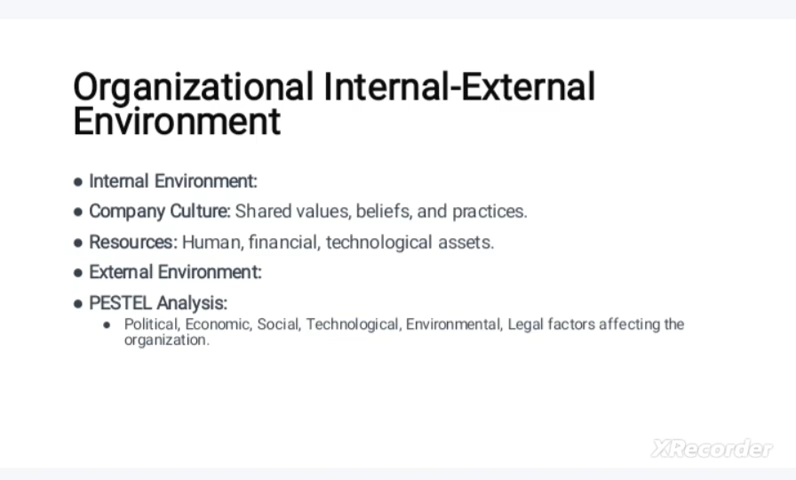 Organizational Internal-External
Environment
● Internal Environment:
● Company Culture: Shared values, beliefs, and practices.
● Resources: Human, financial, technological assets.
● External Environment:
● PESTEL Analysis:
● Political, Economic, Social, Technological, Environmental, Legal factors affecting the
organization.
XRecorder